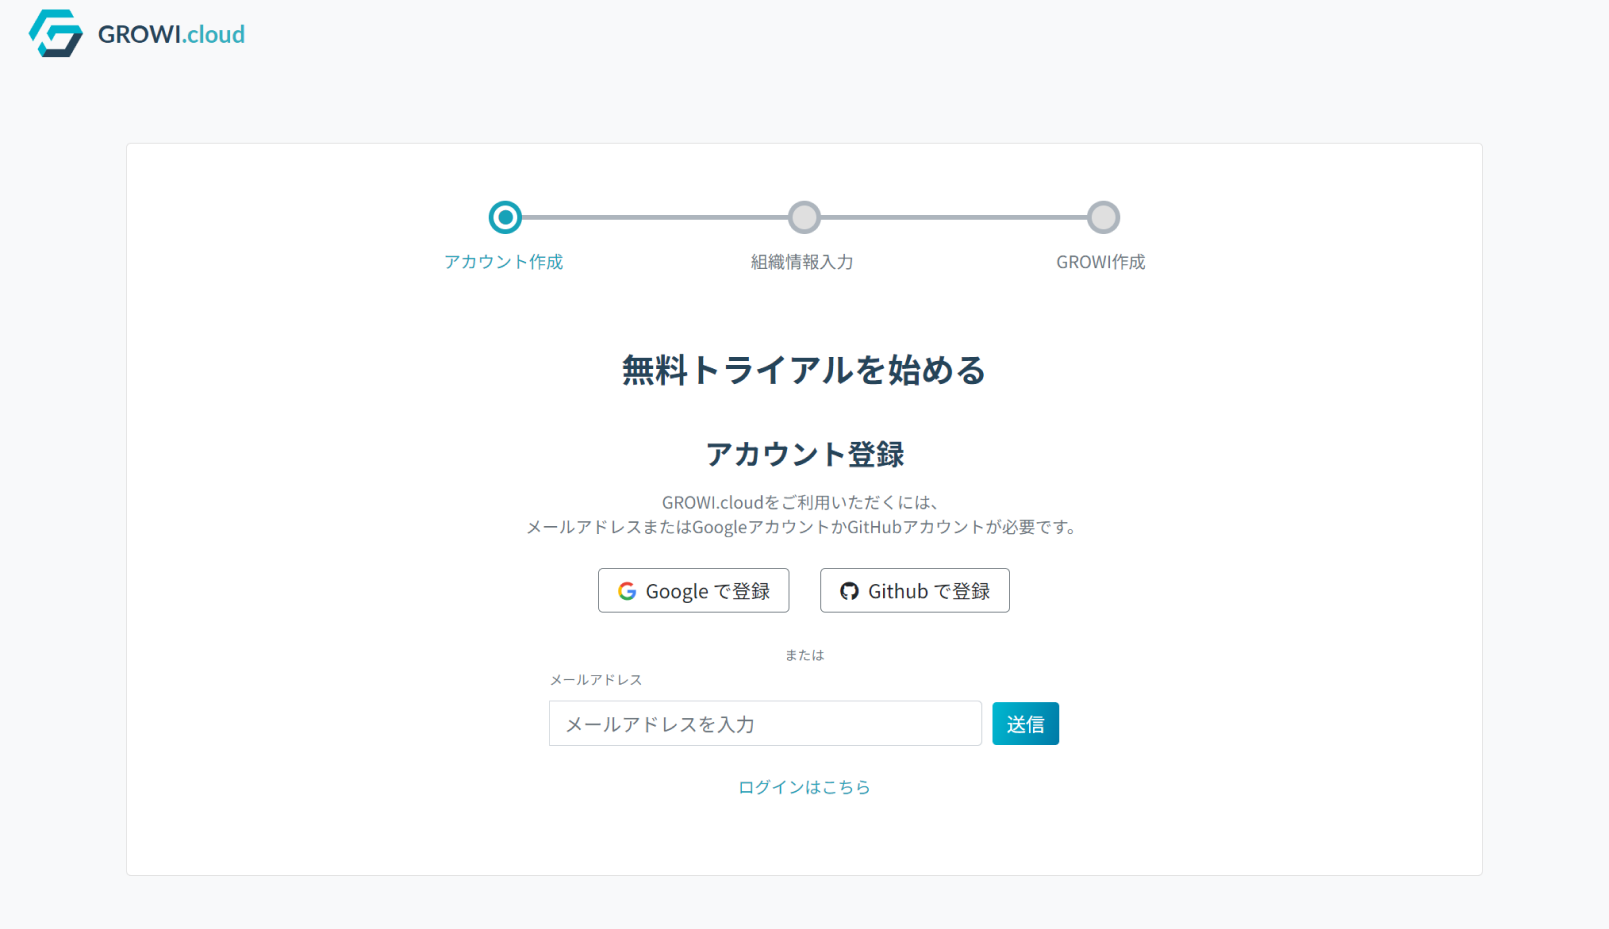 GROWI.cloud
アカウント作成
組織情報入力
GROWI作成
無料トライアルを始める
アカウント登録
GROWI.cloudをご利用いただくには、
メールアドレスまたはGoogleアカウントかGitHubアカウントが必要です。
Google で登録
Github で登録
または
メールアドレス
メールアドレスを入力
送信
ログインはこちら